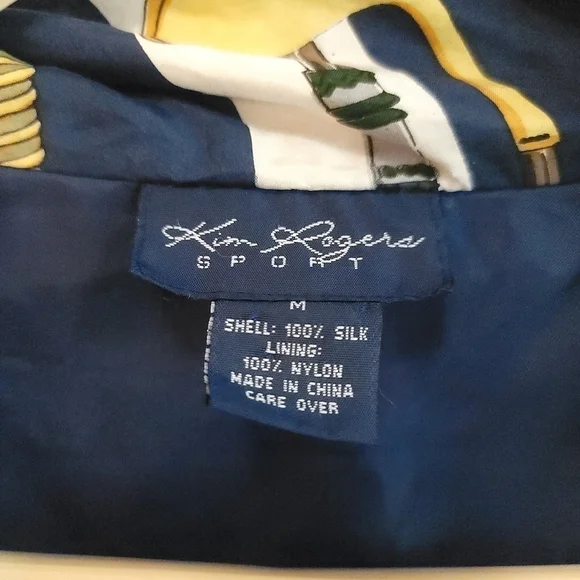 Kim Rogers
SPORT
M
SHELL: 100% SILK
LINING:
100% NYLON
MADE IN CHINA
CARE OVER